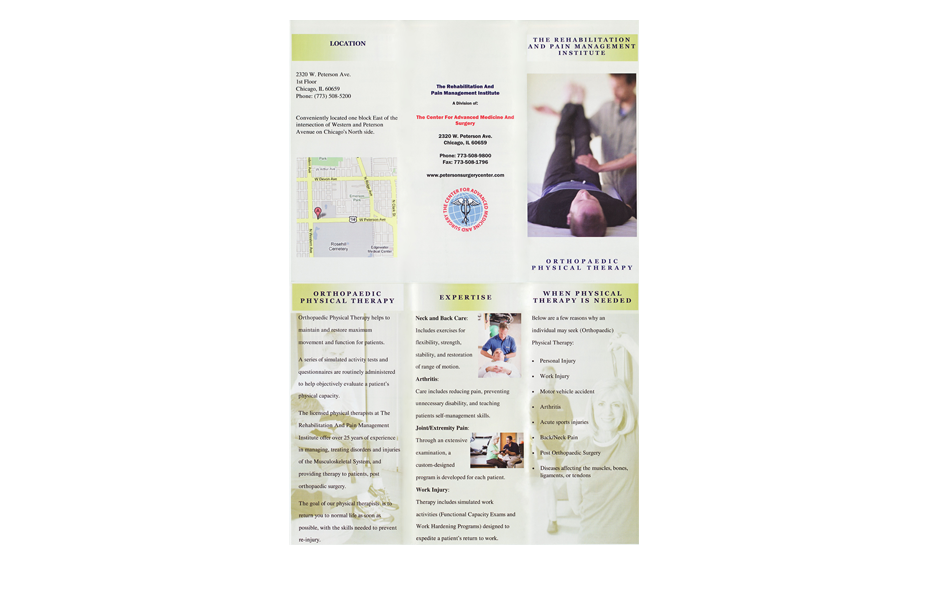 LOCATION
2320 W. Peterson Ave.
1st Floor
Chicago, IL 60659
Phone: (773) 508-5200
Conveniently located one block East of the
intersection of Western and Peterson
Avenue on Chicago's North side.
W Devon Ave
Emerson
Park
N Ridge Ave
N Clark St
14
W Peterson Ave
N Western Ave
Rosehill
Cemetery
Edgewater
Medical Center
The Rehabilitation And
Pain Management Institute
A Division of:
The Center For Advanced Medicine And
Surgery
2320 W. Peterson Ave.
Chicago, IL 60659
Phone: 773-508-9800
Fax: 773-508-1796
www.petersonsurgerycenter.com
THE CENTER FOR ADVANCED MEDICINE AND SURGERY
THE REHABILITATION
AND PAIN MANAGEMENT
INSTITUTE
ORTHOPAEDIC
PHYSICAL THERAPY
ORTHOPAEDIC
PHYSICAL THERAPY
Orthopaedic Physical Therapy helps to
maintain and restore maximum
movement and function for patients.
A series of simulated activity tests and
questionnaires are routinely administered
to help objectively evaluate a patient's
physical capacity.
The licensed physical therapists at The
Rehabilitation And Pain Management
Institute offer over 25 years of experience
in managing, treating disorders and injuries
of the Musculoskeletal System, and
providing therapy to patients, post
orthopaedic surgery.
The goal of our physical therapists is to
return you to normal life as soon as
possible, with the skills needed to prevent
re-injury.
EXPERTISE
Neck and Back Care:
Includes exercises for
flexibility, strength,
stability, and restoration
of range of motion.
Arthritis:
Care includes reducing pain, preventing
unnecessary disability, and teaching
patients self-management skills.
Joint/Extremity Pain:
Through an extensive
examination, a
custom-designed
program is developed for each patient.
Work Injury:
Therapy includes simulated work
activities (Functional Capacity Exams and
Work Hardening Programs) designed to
expedite a patient's return to work.
WHEN PHYSICAL
THERAPY IS NEEDED
Below are a few reasons why an
individual may seek (Orthopaedic)
Physical Therapy:
• Personal Injury
• Work Injury
• Motor vehicle accident
• Arthritis
• Acute sports injuries
• Back/Neck Pain
• Post Orthopaedic Surgery
• Diseases affecting the muscles, bones,
ligaments, or tendons